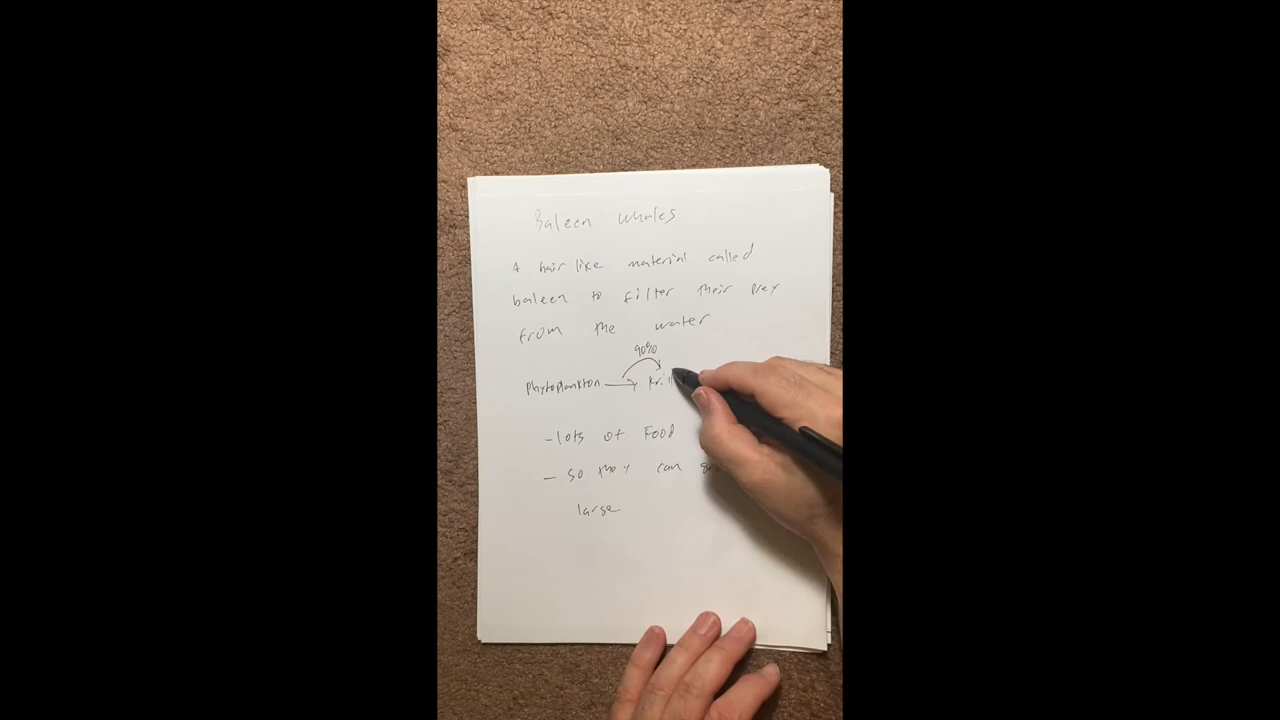 Baleen whales
A hair like material called
baleen to filter their prey
from the water
90%
Phytoplankton → Krill
- lots of Food
- so they can
large